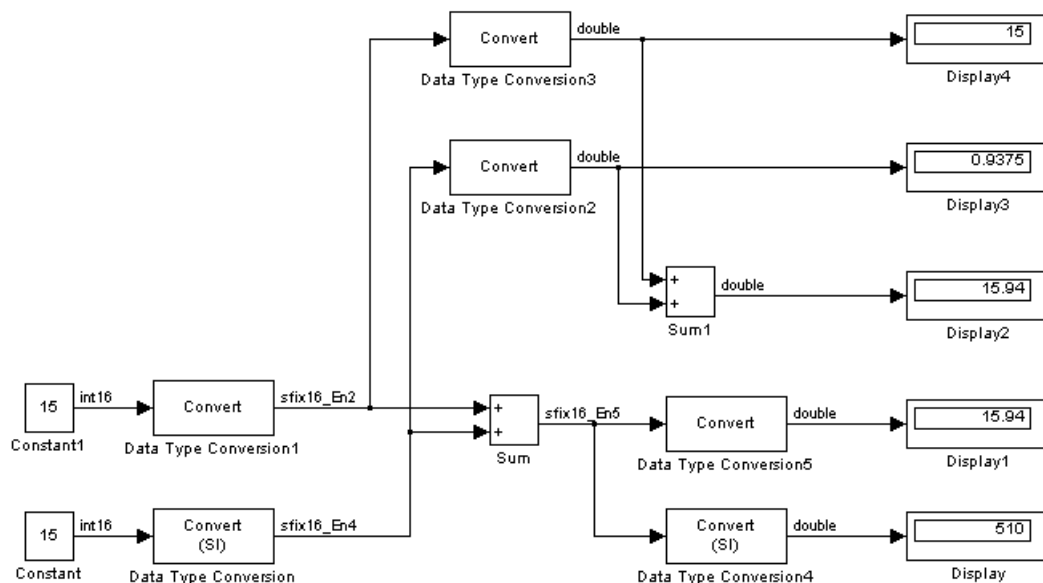 Convert
double
15
Data Type Conversion3
Display4
Convert
double
0.9375
Data Type Conversion2
Display3
+
+
double
15.94
Sum1
Display2
15
int16
Convert
sfix16_En2
+
+
sfix16_En5
Convert
double
15.94
Constant1
Data Type Conversion1
Sum
Data Type Conversion5
Display1
15
int16
Convert
(SI)
sfix16_En4
Convert
(SI)
double
510
Constant
Data Type Conversion
Data Type Conversion4
Display